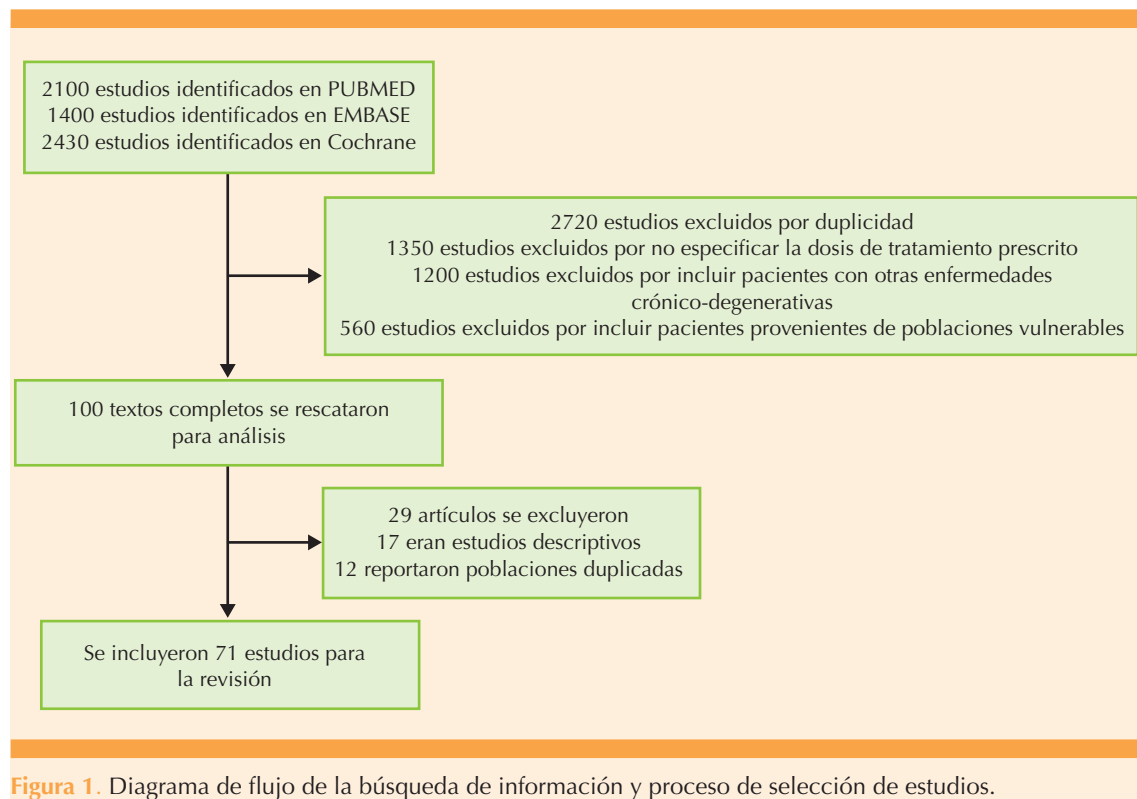 2100 estudios identificados en PUBMED
1400 estudios identificados en EMBASE
2430 estudios identificados en Cochrane
2720 estudios excluidos por duplicidad
1350 estudios excluidos por no especificar la dosis de tratamiento prescrito
1200 estudios excluidos por incluir pacientes con otras enfermedades
crónico-degenerativas
560 estudios excluidos por incluir pacientes provenientes de poblaciones vulnerables
100 textos completos se rescataron
para análisis
29 artículos se excluyeron
17 eran estudios descriptivos
12 reportaron poblaciones duplicadas
Se incluyeron 71 estudios para
la revisión
Figura 1. Diagrama de flujo de la búsqueda de información y proceso de selección de estudios.